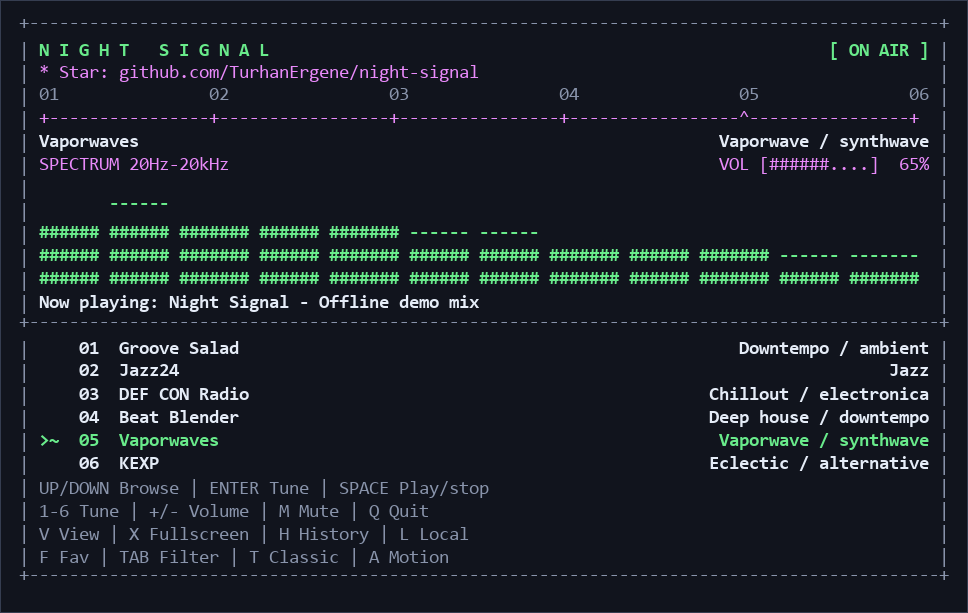 N I G H T   S I G N A L [ ON AIR ]
* Star: github.com/TurhanErgene/night-signal
01 02 03 04 05 06
+----------------+-----------------+----------------+-----------------^---------------+
Vaporwaves Vaporwave / synthwave
SPECTRUM 20Hz-20kHz VOL [######....] 65%
------
###### ###### ####### ###### ####### ------ ------
###### ###### ####### ###### ####### ###### ###### ####### ###### ####### ------ -------
###### ###### ####### ###### ####### ###### ###### ####### ###### ####### ###### #######
Now playing: Night Signal - Offline demo mix
01 Groove Salad Downtempo / ambient
02 Jazz24 Jazz
03 DEF CON Radio Chillout / electronica
04 Beat Blender Deep house / downtempo
>~ 05 Vaporwaves Vaporwave / synthwave
06 KEXP Eclectic / alternative
UP/DOWN Browse | ENTER Tune | SPACE Play/stop
1-6 Tune | +/- Volume | M Mute | Q Quit
V View | X Fullscreen | H History | L Local
F Fav | TAB Filter | T Classic | A Motion